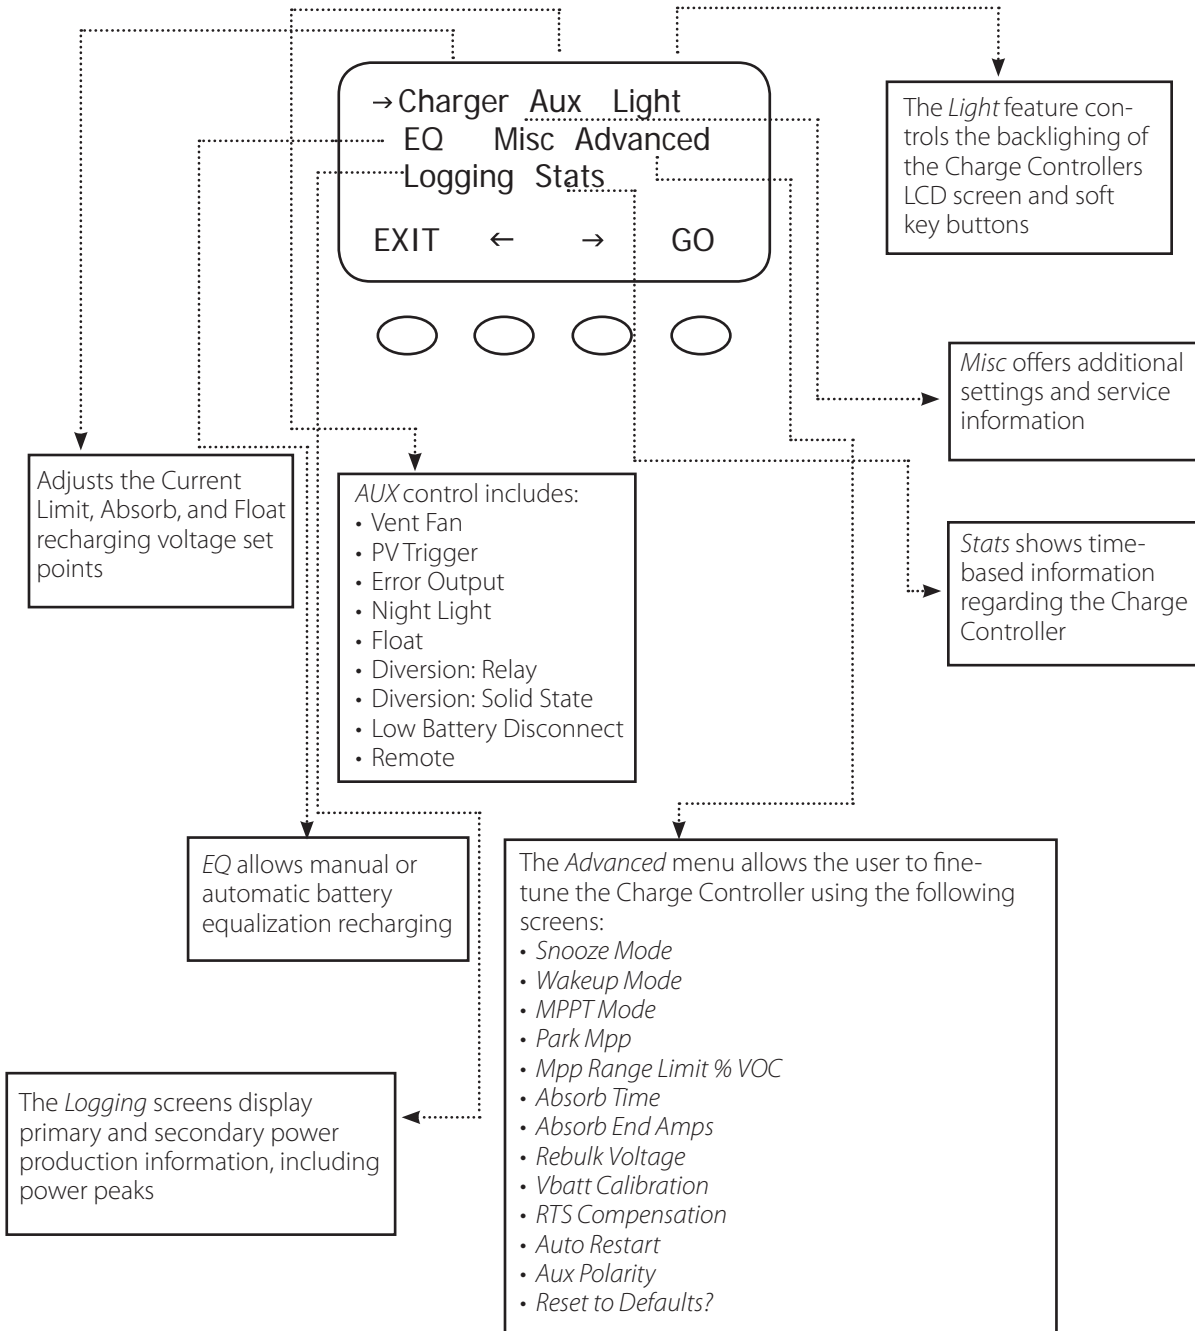 →Charger Aux Light
EQ Misc Advanced
Logging Stats
EXIT ← → GO
The Light feature con-
trols the backlighing of
the Charge Controllers
LCD screen and soft
key buttons
Misc offers additional
settings and service
information
Adjusts the Current
Limit, Absorb, and Float
recharging voltage set
points
AUX control includes:
• Vent Fan
• PV Trigger
• Error Output
• Night Light
• Float
• Diversion: Relay
• Diversion: Solid State
• Low Battery Disconnect
• Remote
Stats shows time-
based information
regarding the Charge
Controller
EQ allows manual or
automatic battery
equalization recharging
The Advanced menu allows the user to fine-
tune the Charge Controller using the following
screens:
• Snooze Mode
• Wakeup Mode
• MPPT Mode
• Park Mpp
• Mpp Range Limit % VOC
• Absorb Time
• Absorb End Amps
• Rebulk Voltage
• Vbatt Calibration
• RTS Compensation
• Auto Restart
• Aux Polarity
• Reset to Defaults?
The Logging screens display
primary and secondary power
production information, including
power peaks